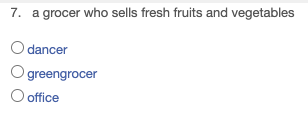 7. a grocer who sells fresh fruits and vegetables
dancer
greengrocer
office